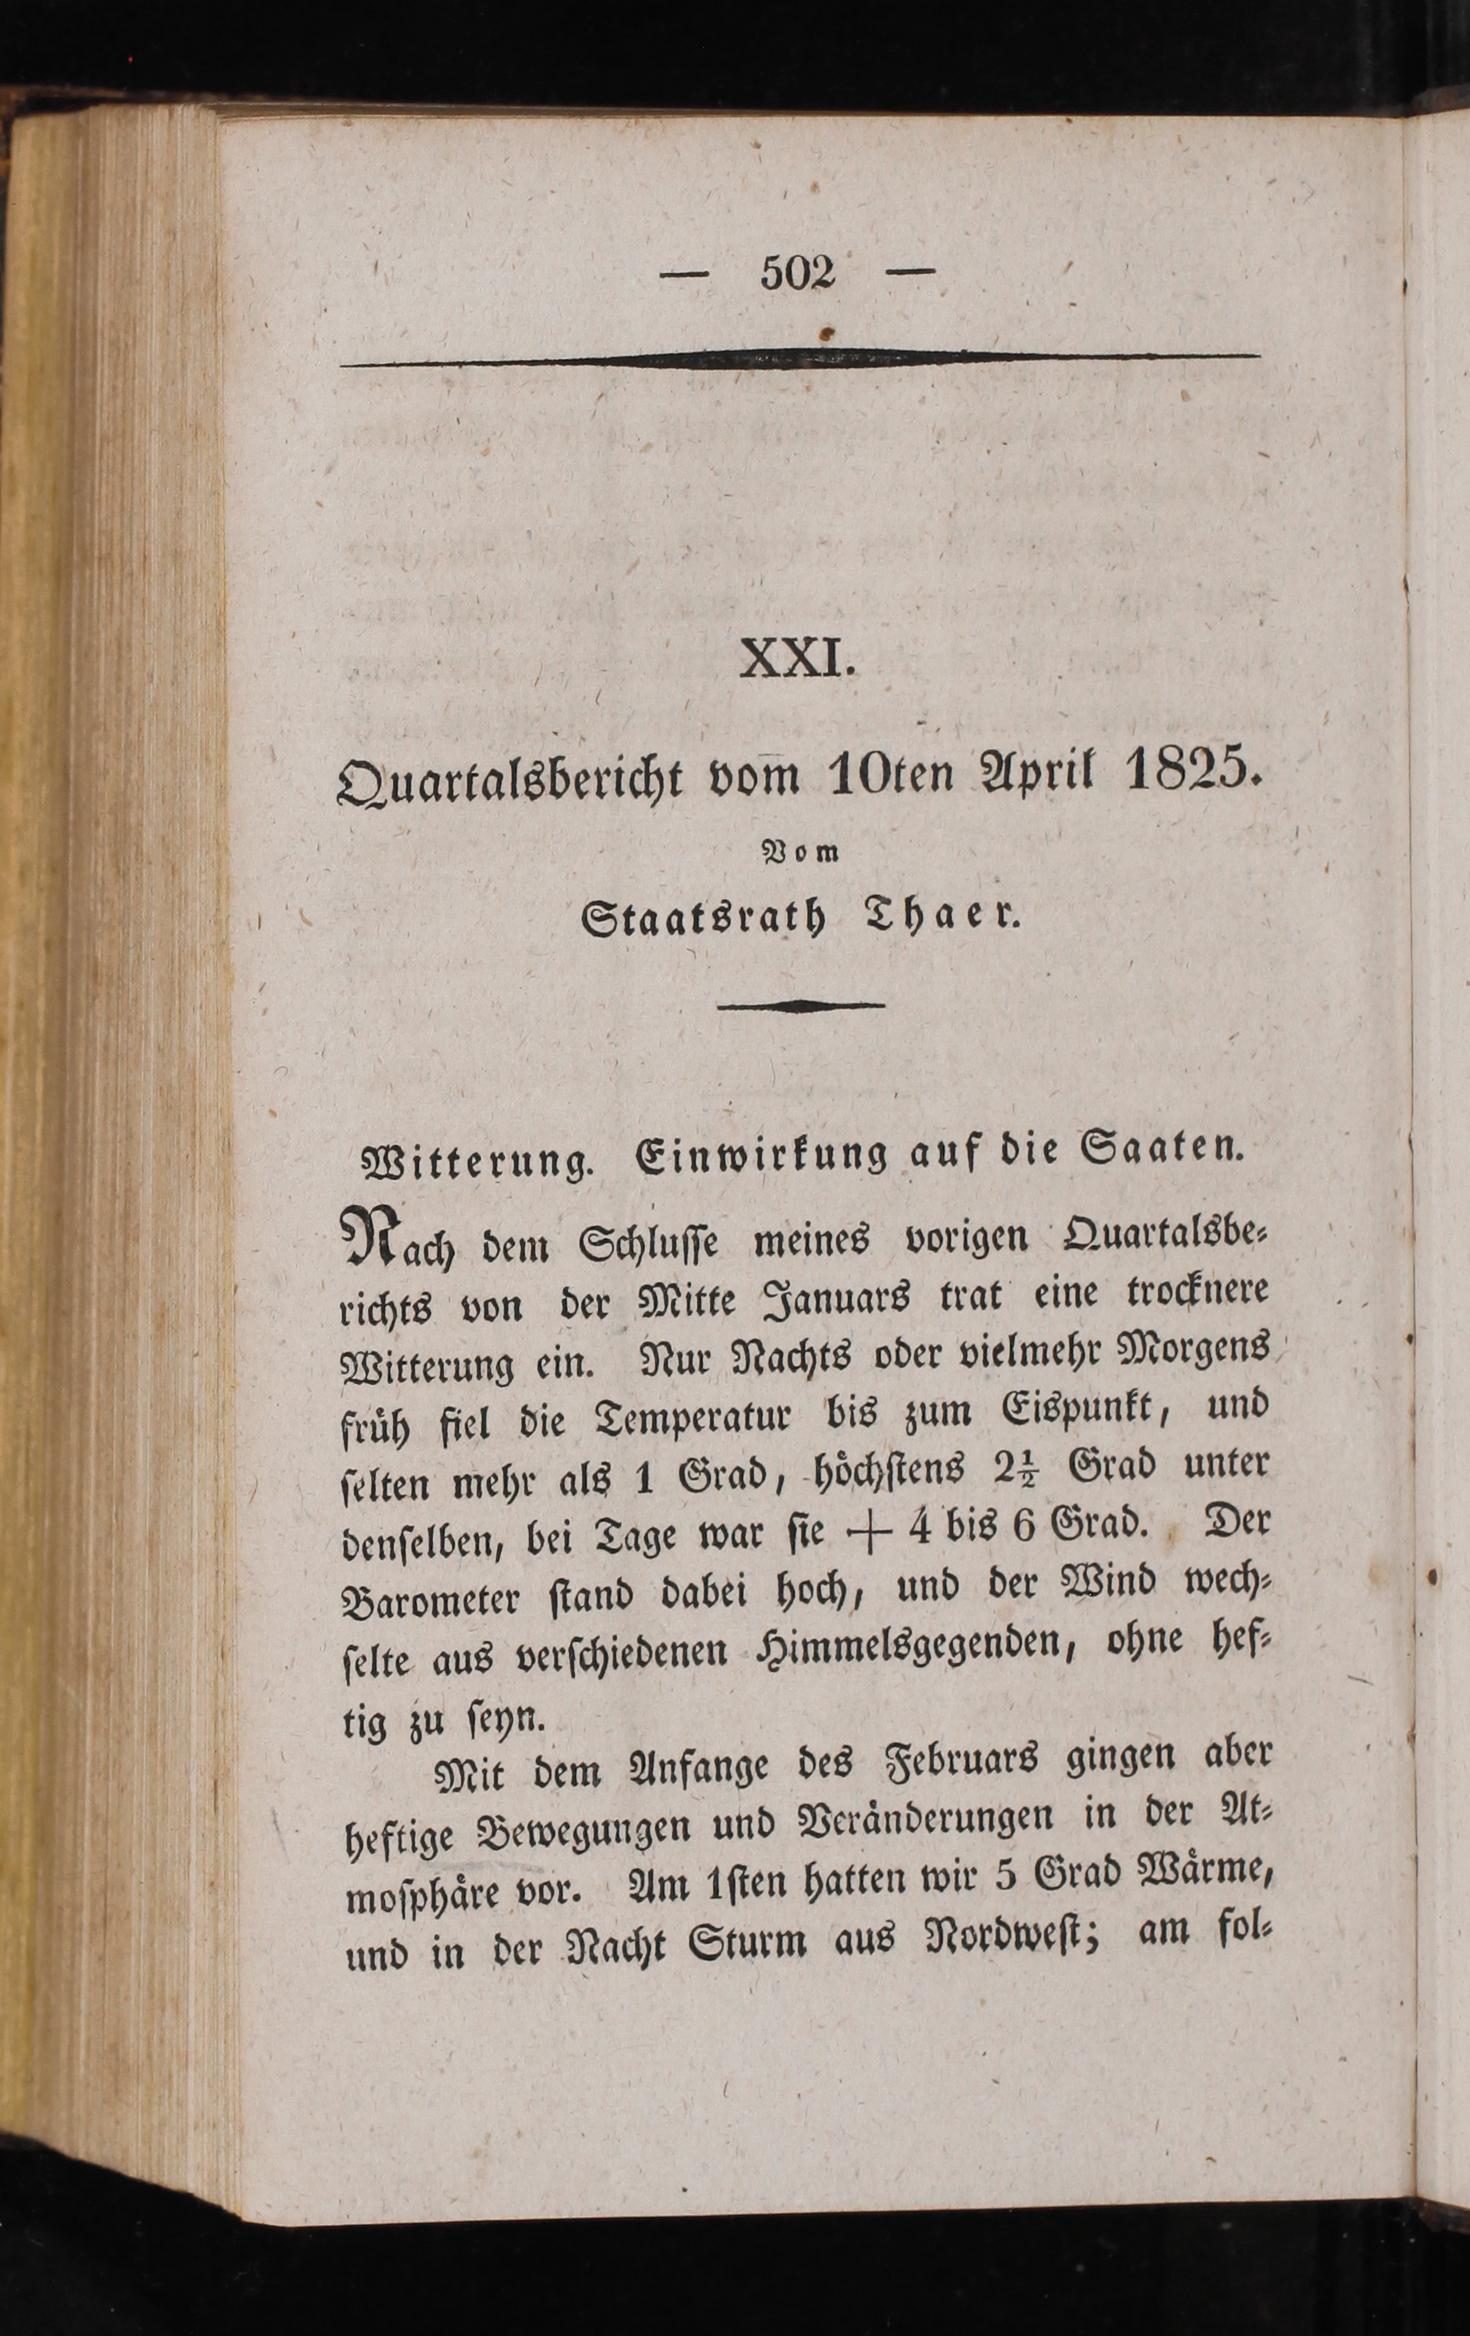 — 502 —
XXI.
Quartalsbericht vom̄ 10ten April 1825.
Vom
Staatsrath Thaer.
Witterung. Einwirkung auf die Saaten.
Nach dem Schluſſe meines vorigen Quartalsbe⸗
richts von der Mitte Januars trat eine trocknere
Witterung ein. Nur Nachts oder vielmehr Morgens
früh fiel die Temperatur bis zum Eispunkt, und
ſelten mehr als 1 Grad, höchſtens 2½ Grad unter
denſelben, bei Tage war ſie + 4 bis 6 Grad. Der
Barometer ſtand dabei hoch, und der Wind wech⸗
ſelte aus verſchiedenen Himmelsgegenden, ohne hef⸗
tig zu ſeyn.
Mit dem Anfange des Februars gingen aber
heftige Bewegungen und Veränderungen in der At⸗
moſphäre vor. Am 1ſten hatten wir 5 Grad Wärme,
und in der Nacht Sturm aus Nordweſt; am fol⸗